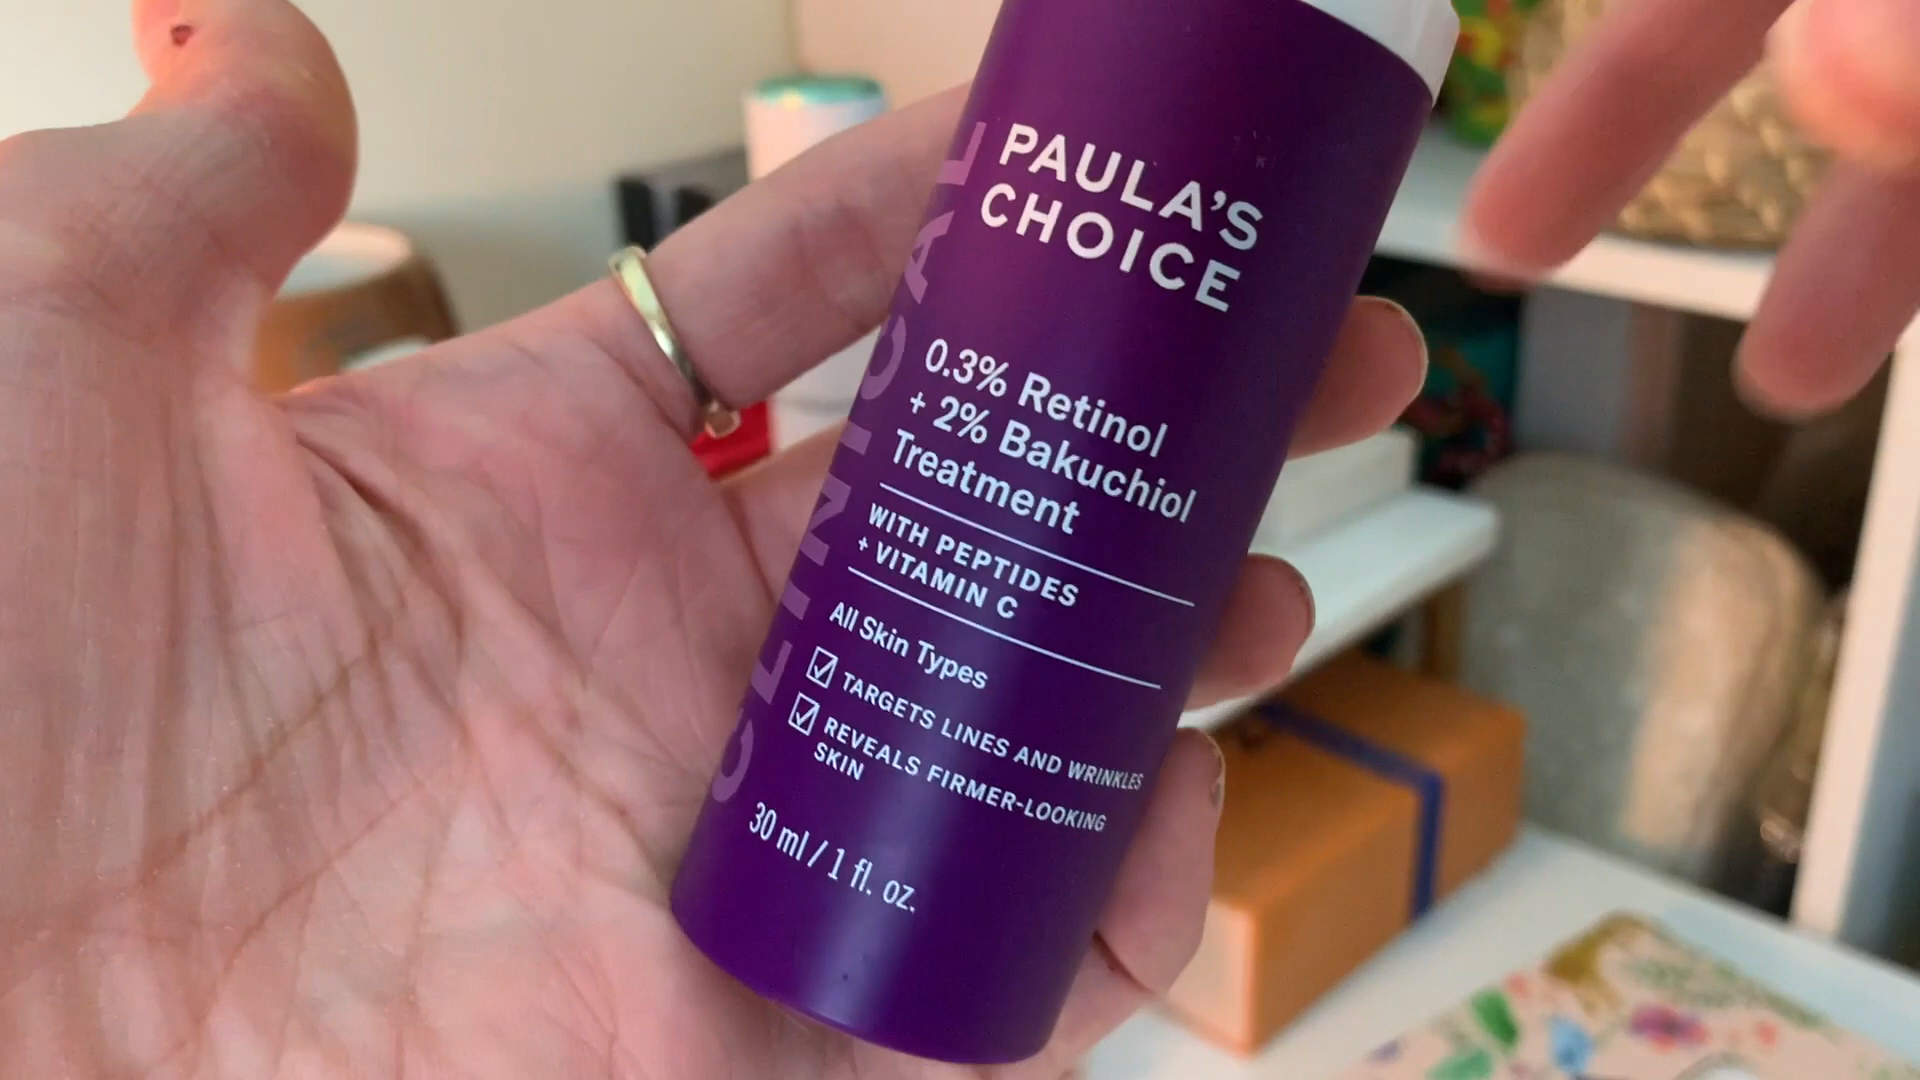 PAULA'S
CHOICE
CLINICAL
0.3% Retinol
+ 2% Bakuchiol
Treatment
WITH PEPTIDES
+ VITAMIN C
All Skin Types
TARGETS LINES AND WRINKLES
REVEALS FIRMER-LOOKING
SKIN
30 ml / 1 fl. oz.